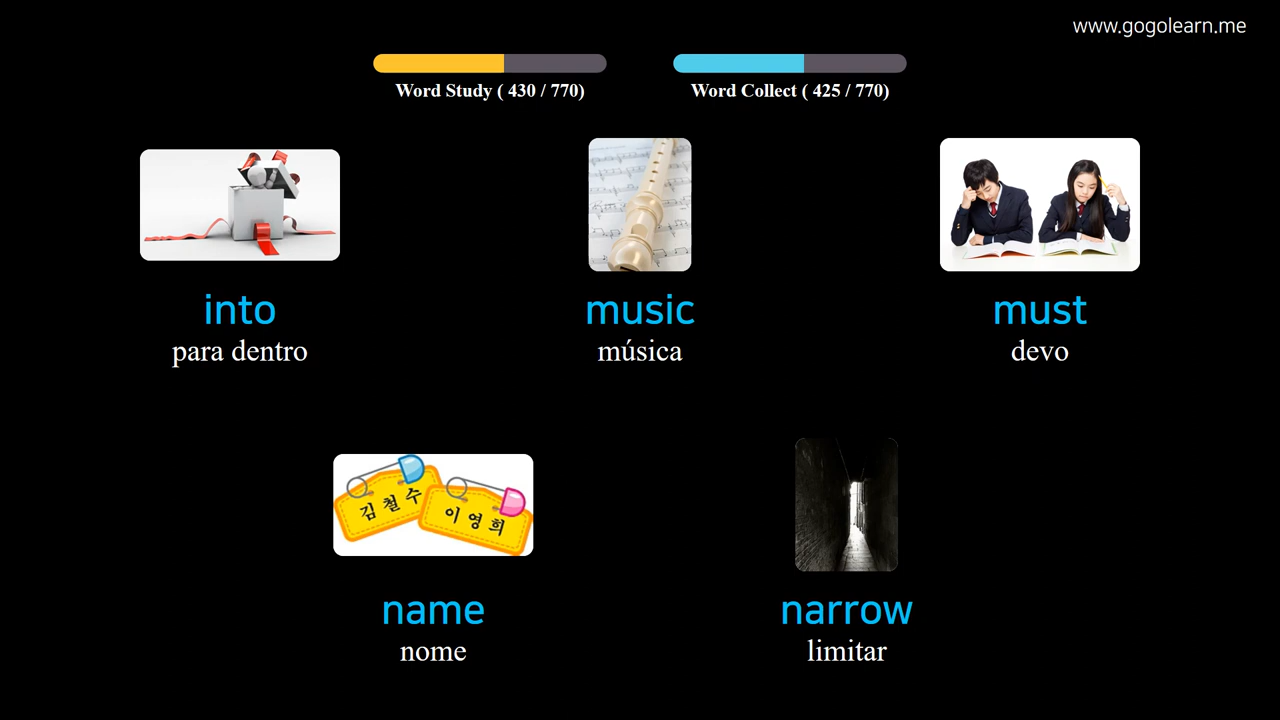 www.gogolearn.me
Word Study ( 430 / 770)
Word Collect ( 425 / 770)
into
para dentro
music
música
must
devo
김철수
이영희
name
nome
narrow
limitar